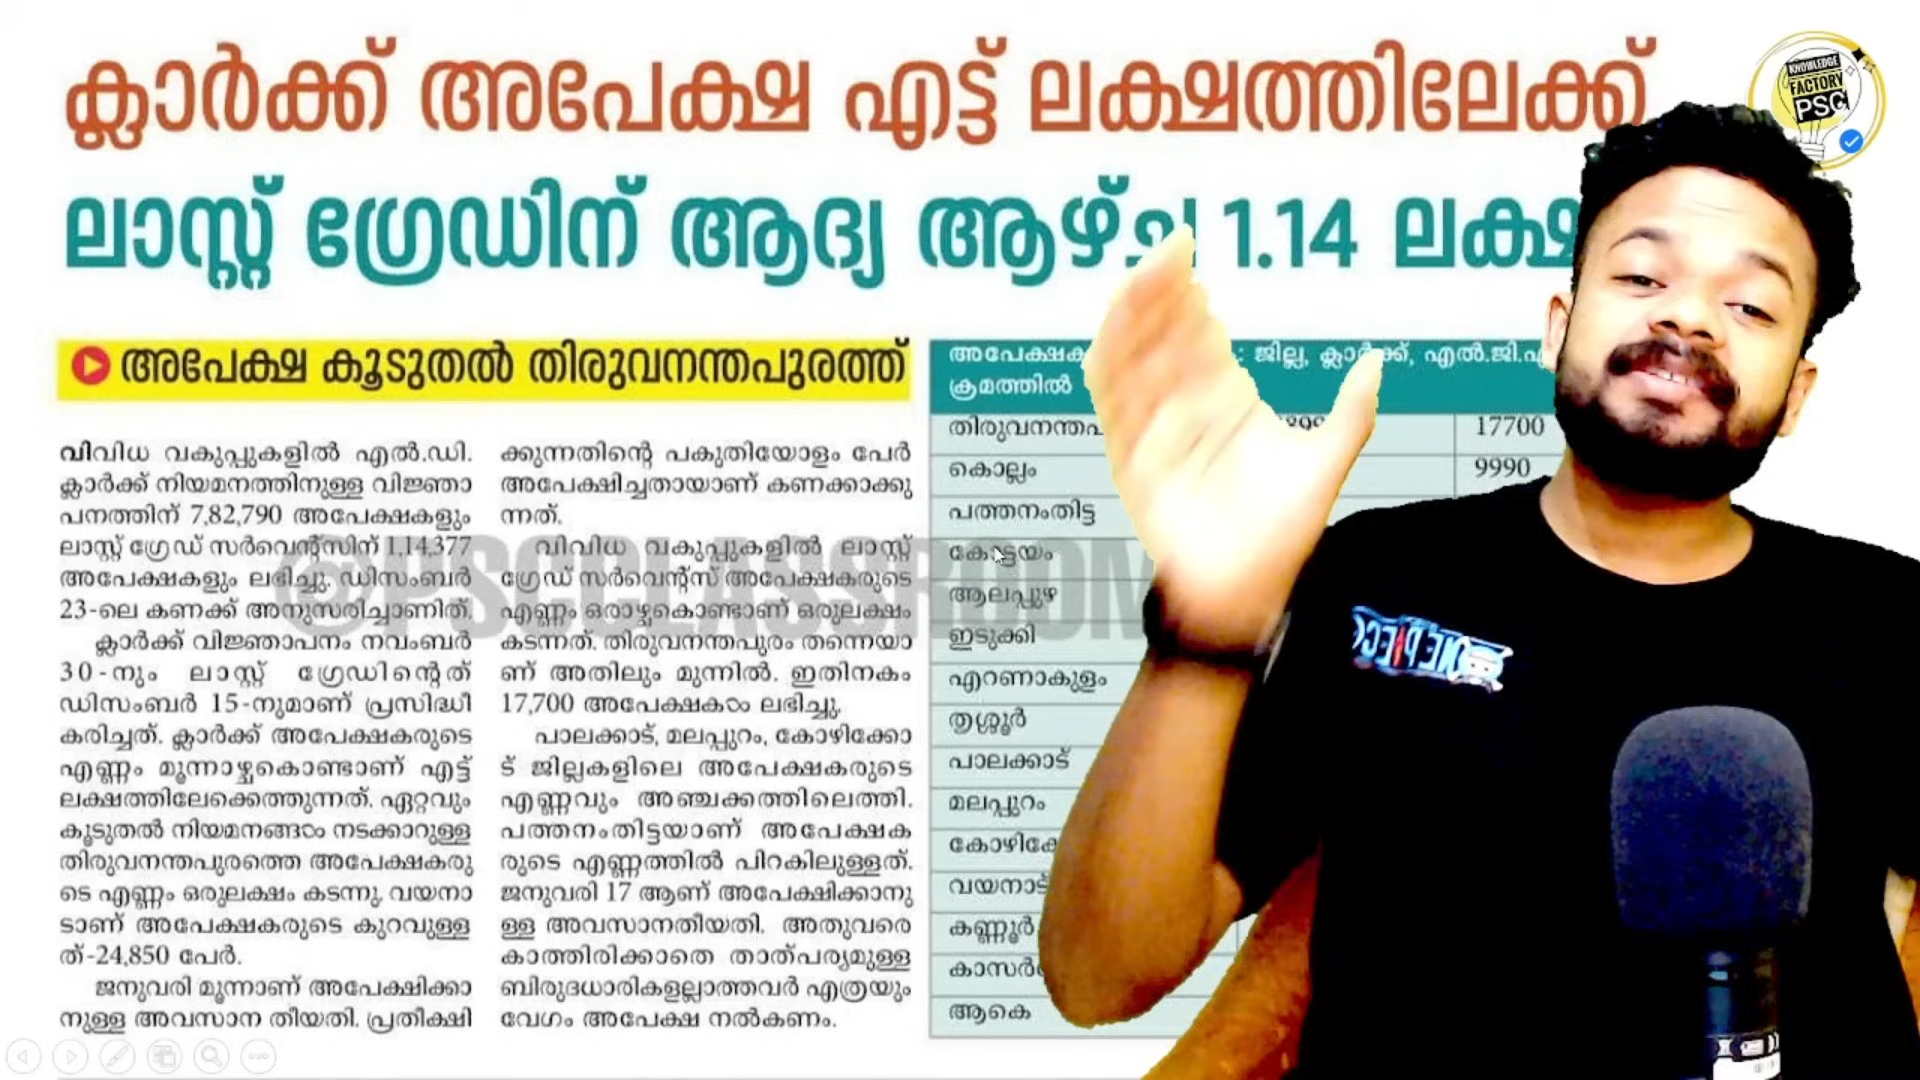 ക്ലാർക്ക് അപേക്ഷ എട്ട് ലക്ഷത്തിലേക്ക്
ലാസ്റ്റ് ഗ്രേഡിന് ആദ്യ ആഴ്ച 1.14
KNOWLEDGE
FACTORY
PSC
അപേക്ഷ കൂടുതൽ തിരുവനന്തപുരത്ത്
വിവിധ വകുപ്പുകളിൽ എൽ.ഡി.
ക്ലാർക്ക് നിയമനത്തിനുള്ള വിജ്ഞാ
പനത്തിന് 7,82,790 അപേക്ഷകളും
ലാസ്റ്റ് ഗ്രേഡ് സർവെന്റ്സിന് 1,14,377
അപേക്ഷകളും ലഭിച്ചു. ഡിസംബർ
23-ലെ കണക്ക് അനുസരിച്ചാണിത്.
ക്ലാർക്ക് വിജ്ഞാപനം നവംബർ
30-നും ലാസ്റ്റ് ഗ്രേഡിന്റെത്
ഡിസംബർ 15-നുമാണ് പ്രസിദ്ധീ
കരിച്ചത്. ക്ലാർക്ക് അപേക്ഷകരുടെ
എണ്ണം മൂന്നാഴ്ചകൊണ്ടാണ് എട്ട്
ലക്ഷത്തിലേക്കെത്തുന്നത്. ഏറ്റവും
കൂടുതൽ നിയമനങ്ങൾ നടക്കാറുള്ള
തിരുവനന്തപുരത്തെ അപേക്ഷകരു
ടെ എണ്ണം ഒരുലക്ഷം കടന്നു. വയനാ
ടാണ് അപേക്ഷകരുടെ കുറവുള്ള
ത്-24,850 പേർ.
ജനുവരി മൂന്നാണ് അപേക്ഷിക്കാ
നുള്ള അവസാന തീയതി. പ്രതീക്ഷി
ക്കുന്നതിന്റെ പകുതിയോളം പേർ
അപേക്ഷിച്ചതായാണ് കണക്കാക്കു
ന്നത്.
വിവിധ വകുപ്പുകളിൽ ലാസ്റ്റ്
ഗ്രേഡ് സർവെന്റ്സ് അപേക്ഷകരുടെ
എണ്ണം ഒരാഴ്ചകൊണ്ടാണ് ഒരുലക്ഷം
കടന്നത്. തിരുവനന്തപുരം തന്നെയാ
ണ് അതിലും മുന്നിൽ. ഇതിനകം
17,700 അപേക്ഷകൾ ലഭിച്ചു.
പാലക്കാട്, മലപ്പുറം, കോഴിക്കോ
ട് ജില്ലകളിലെ അപേക്ഷകരുടെ
എണ്ണവും അഞ്ചക്കത്തിലെത്തി.
പത്തനംതിട്ടയാണ് അപേക്ഷക
രുടെ എണ്ണത്തിൽ പിറകിലുള്ളത്.
ജനുവരി 17 ആണ് അപേക്ഷിക്കാനു
ള്ള അവസാനതീയതി. അതുവരെ
കാത്തിരിക്കാതെ താത്പര്യമുള്ള
ബിരുദധാരികളല്ലാത്തവർ എത്രയും
വേഗം അപേക്ഷ നൽകണം.
ജില്ല, ക്ലാർക്ക്,
ക്രമത്തിൽ
17700
കൊല്ലം 9990
പത്തനംതിട്ട
കോട്ടയം
ആലപ്പുഴ
ഇടുക്കി
എറണാകുളം
തൃശ്ശൂർ
പാലക്കാട്
മലപ്പുറം
വയനാട്
കണ്ണൂർ
ആകെ
@PSCCLASSROOM
ONE PIECE